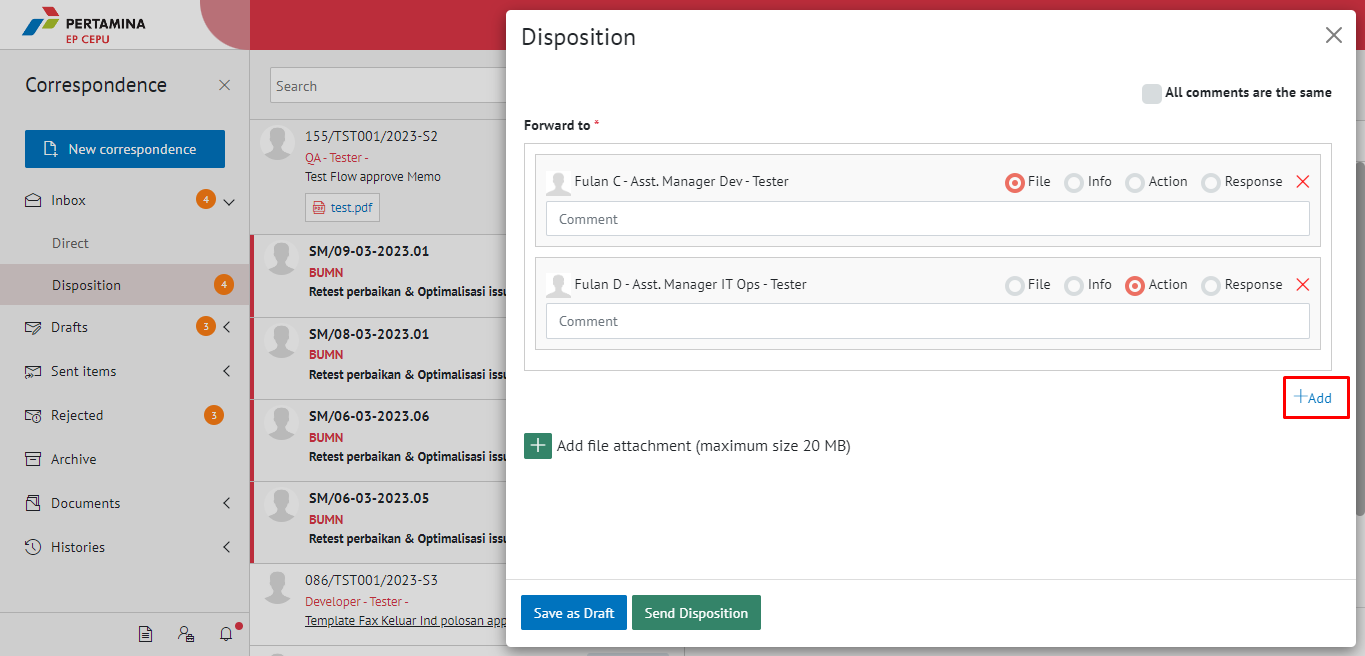 PERTAMINA
EP CEPU
Correspondence
New correspondence
Inbox 4
Direct
Disposition 4
Drafts 3
Sent items
Rejected 3
Archive
Documents
Histories
Search
155/TST001/2023-S2
QA - Tester -
Test Flow approve Memo
PDF test.pdf
SM/09-03-2023.01
BUMN
Retest perbaikan & Optimalisasi issu
SM/08-03-2023.01
BUMN
Retest perbaikan & Optimalisasi issu
SM/06-03-2023.06
BUMN
Retest perbaikan & Optimalisasi issu
SM/06-03-2023.05
BUMN
Retest perbaikan & Optimalisasi issu
086/TST001/2023-S3
Developer - Tester -
Template Fax Keluar Ind polosan app
Disposition
All comments are the same
Forward to *
Fulan C - Asst. Manager Dev - Tester File Info Action Response
Comment
Fulan D - Asst. Manager IT Ops - Tester File Info Action Response
Comment
+Add
+ Add file attachment (maximum size 20 MB)
Save as Draft Send Disposition